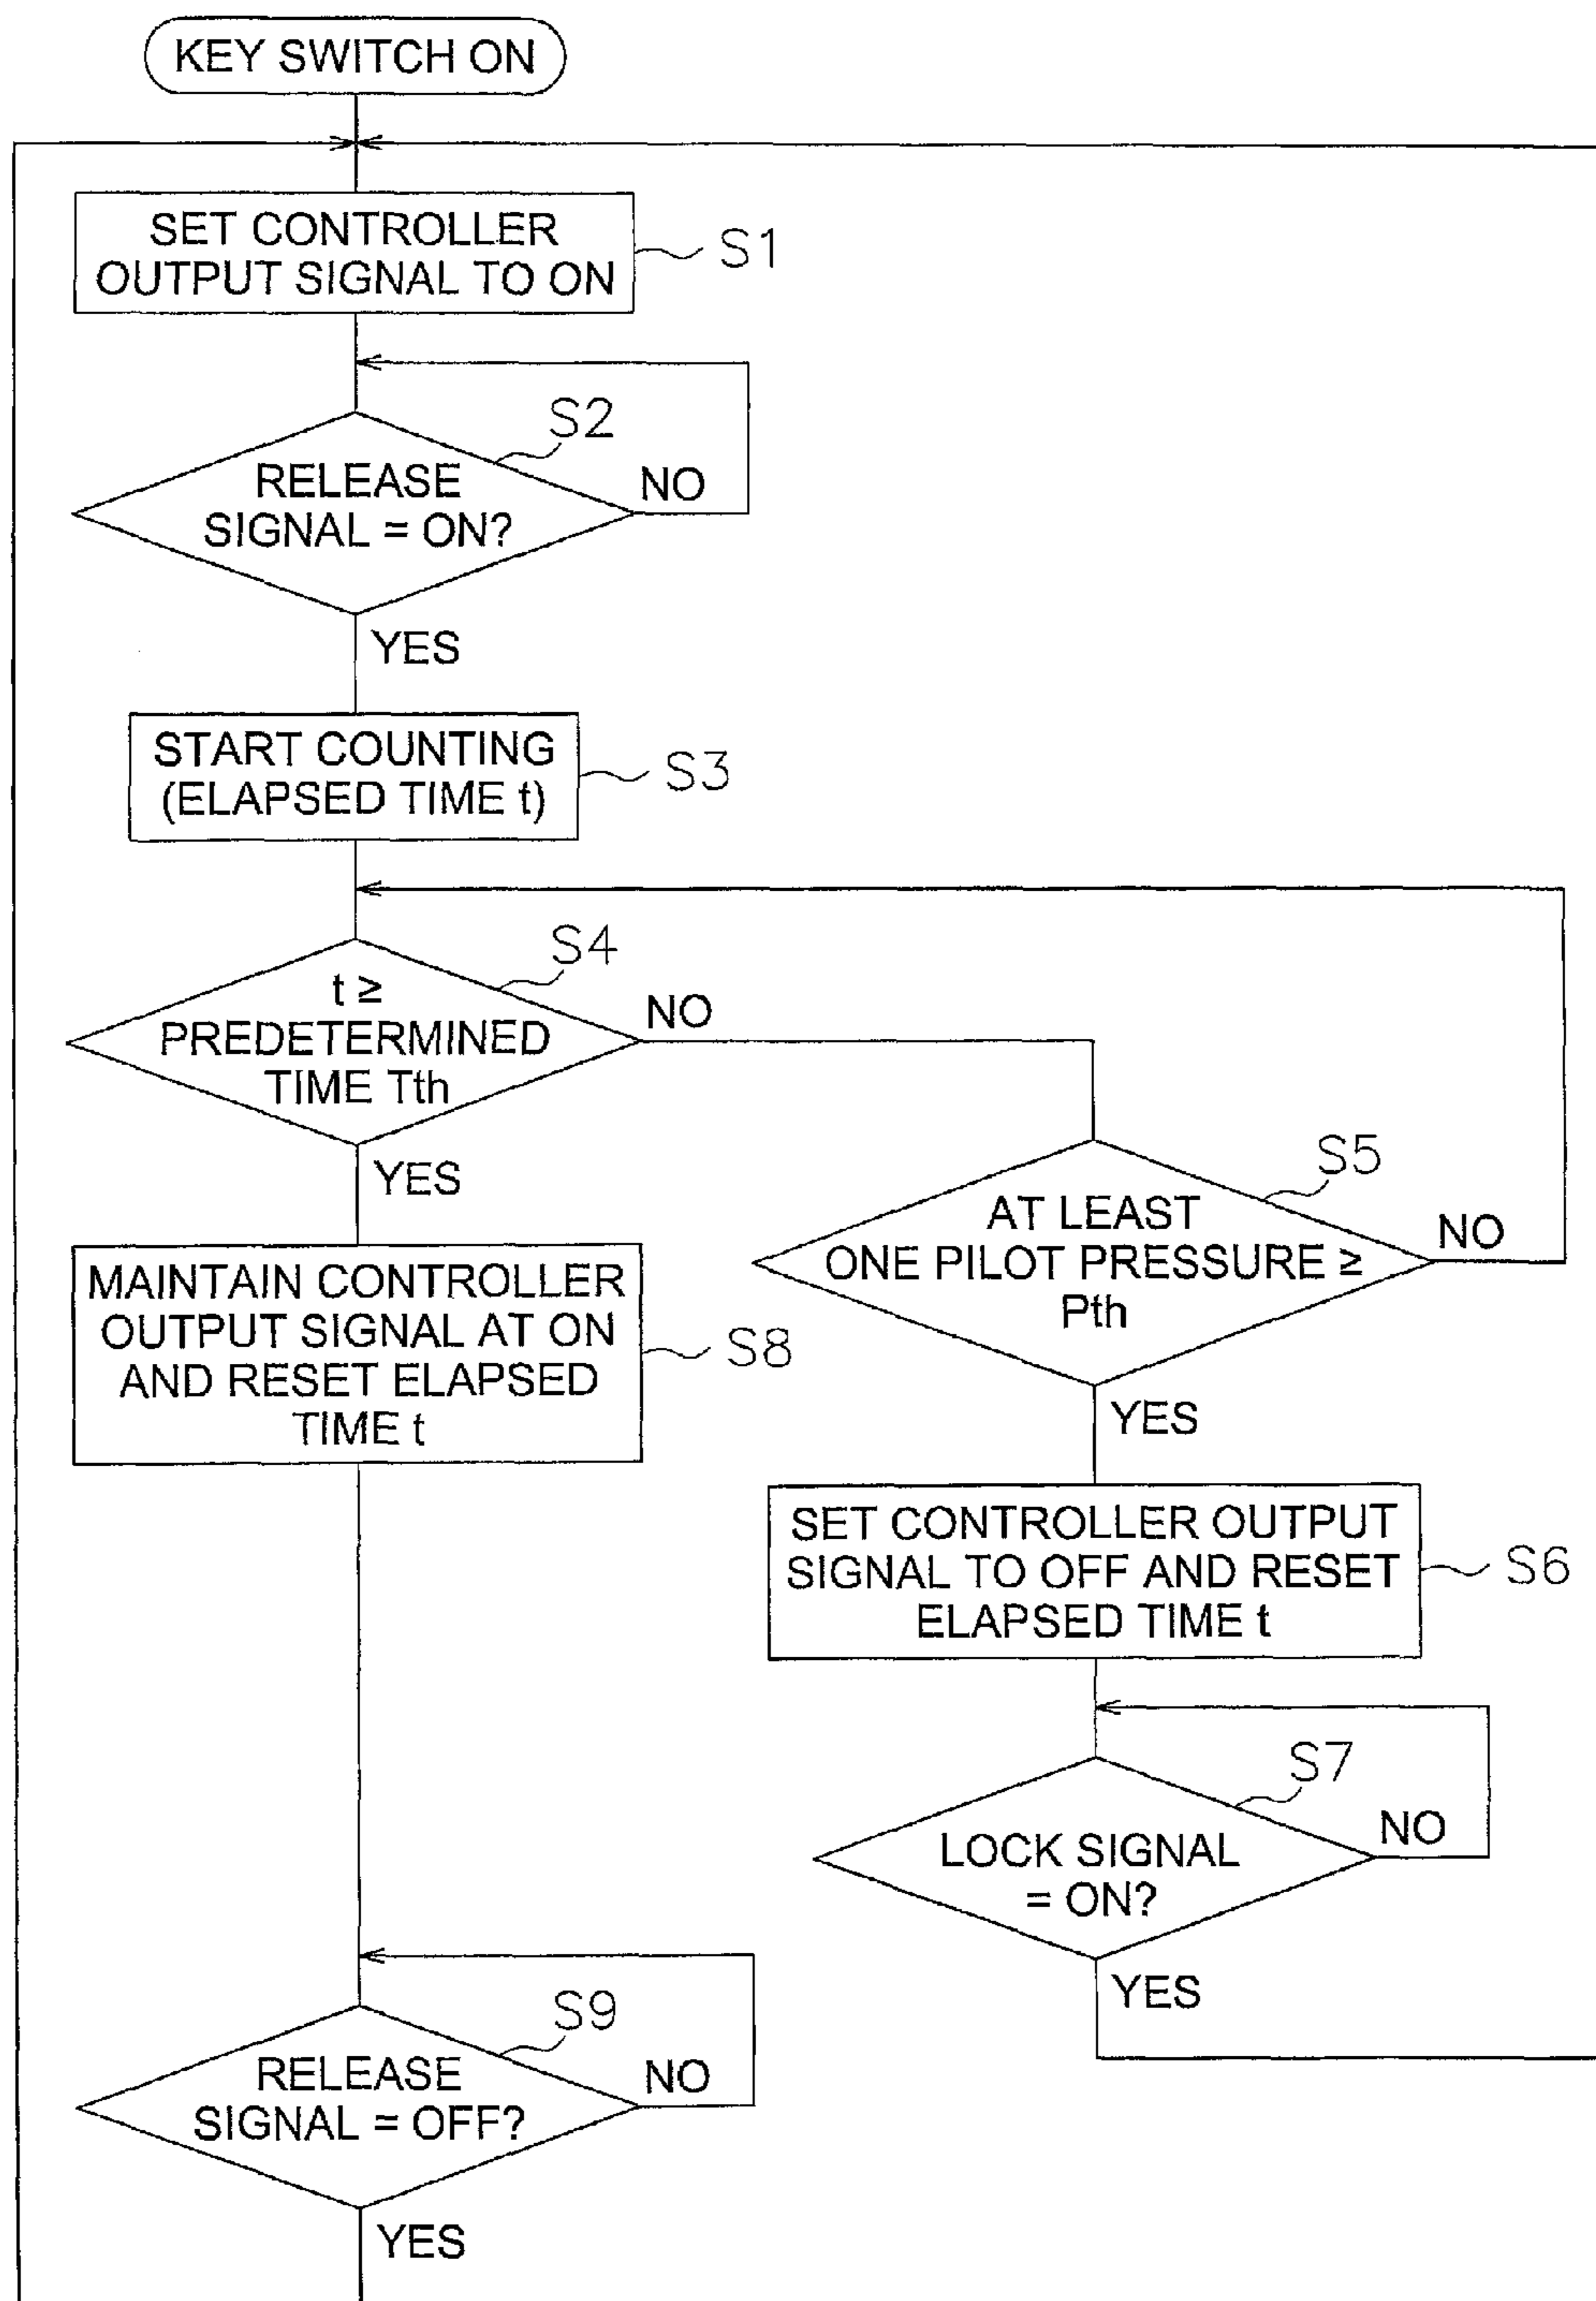 KEY SWITCH ON
SET CONTROLLER
OUTPUT SIGNAL TO ON
S1
S2
RELEASE
SIGNAL = ON?
NO
YES
START COUNTING
(ELAPSED TIME t)
S3
S4
t ≥
PREDETERMINED
TIME Tth
NO
YES
S5
AT LEAST
ONE PILOT PRESSURE ≥
Pth
NO
YES
MAINTAIN CONTROLLER
OUTPUT SIGNAL AT ON
AND RESET ELAPSED
TIME t
S8
SET CONTROLLER OUTPUT
SIGNAL TO OFF AND RESET
ELAPSED TIME t
S6
S7
LOCK SIGNAL
= ON?
NO
YES
S9
RELEASE
SIGNAL = OFF?
NO
YES